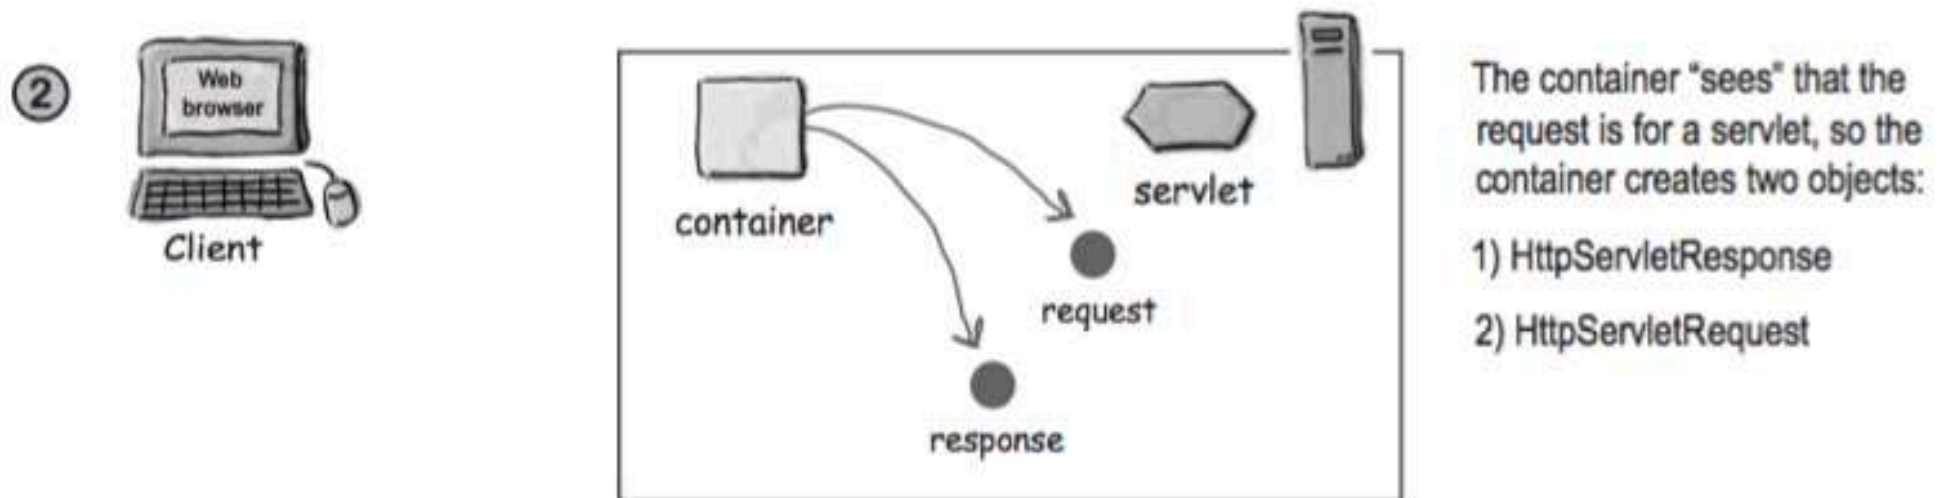 2
Web
browser
Client
container
servlet
request
response
The container “sees” that the
request is for a servlet, so the
container creates two objects:
1) HttpServletResponse
2) HttpServletRequest